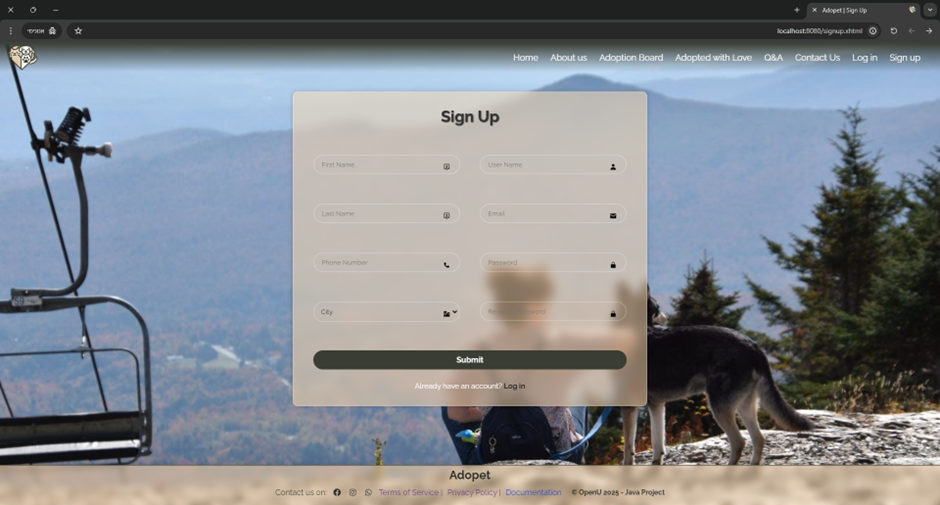 Adopet | Sign Up
localhost:8080/signup.xhtml
Home About us Adoption Board Adopted with Love Q&A Contact Us Log in Sign up
Sign Up
First Name User Name
Last Name Email
Phone Number Password
City
Submit
Already have an account? Log in
Adopet
Contact us on: Terms of Service | Privacy Policy | Documentation © OpenU 2025 - Java Project